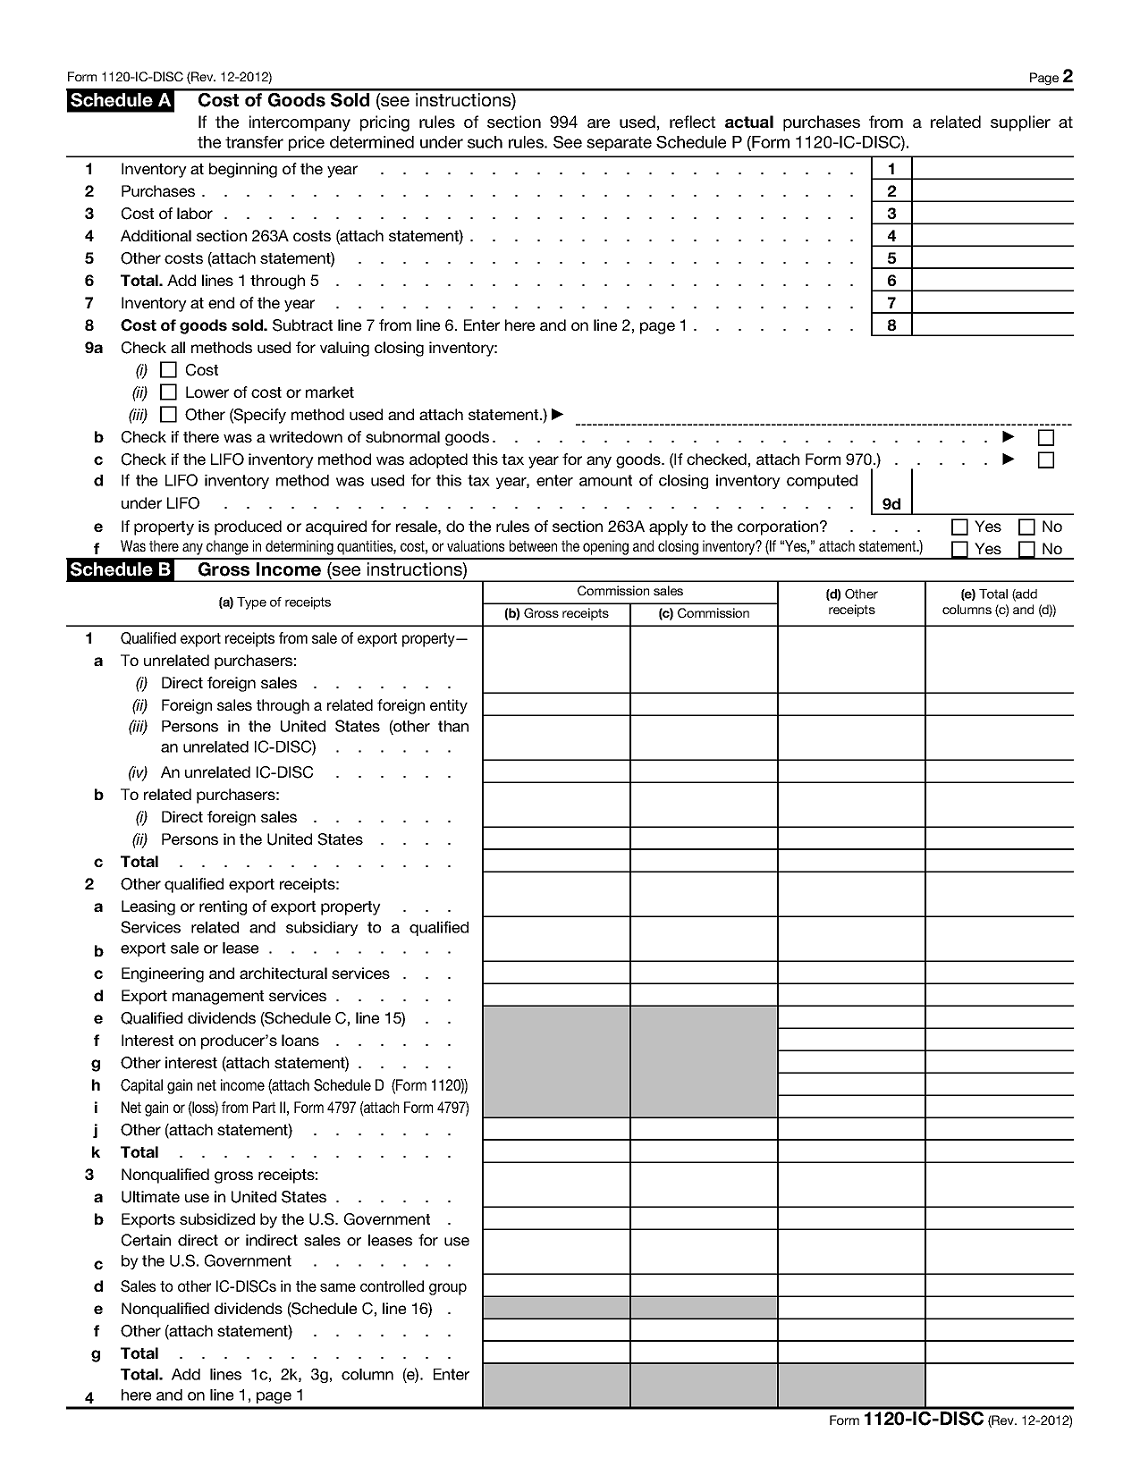 Form 1120-IC-DISC (Rev. 12-2012) Page 2
Schedule A Cost of Goods Sold (see instructions)
If the intercompany pricing rules of section 994 are used, reflect actual purchases from a related supplier at
the transfer price determined under such rules. See separate Schedule P (Form 1120-IC-DISC).
1 Inventory at beginning of the year . . . . . . . . . . . . . . . . . . . . . . 1
2 Purchases . . . . . . . . . . . . . . . . . . . . . . . . . . . . . . 2
3 Cost of labor . . . . . . . . . . . . . . . . . . . . . . . . . . . . . 3
4 Additional section 263A costs (attach statement) . . . . . . . . . . . . . . . . . . 4
5 Other costs (attach statement) . . . . . . . . . . . . . . . . . . . . . . . 5
6 Total. Add lines 1 through 5 . . . . . . . . . . . . . . . . . . . . . . . . 6
7 Inventory at end of the year . . . . . . . . . . . . . . . . . . . . . . . . 7
8 Cost of goods sold. Subtract line 7 from line 6. Enter here and on line 2, page 1 . . . . . . . . 8
9a Check all methods used for valuing closing inventory:
(i) Cost
(ii) Lower of cost or market
(iii) Other (Specify method used and attach statement.) ▶
b Check if there was a writedown of subnormal goods . . . . . . . . . . . . . . . . . . . . . . . ▶
c Check if the LIFO inventory method was adopted this tax year for any goods. (If checked, attach Form 970.) . . . . . ▶
d If the LIFO inventory method was used for this tax year, enter amount of closing inventory computed
under LIFO . . . . . . . . . . . . . . . . . . . . . . . . . . . . . 9d
e If property is produced or acquired for resale, do the rules of section 263A apply to the corporation? . . . . Yes No
f Was there any change in determining quantities, cost, or valuations between the opening and closing inventory? (If “Yes,” attach statement.) Yes No
Schedule B Gross Income (see instructions)
(a) Type of receipts
Commission sales
(b) Gross receipts (c) Commission
(d) Other
receipts
(e) Total (add
columns (c) and (d))
1 Qualified export receipts from sale of export property—
a To unrelated purchasers:
(i) Direct foreign sales . . . . . . .
(ii) Foreign sales through a related foreign entity
(iii) Persons in the United States (other than
an unrelated IC-DISC) . . . . . .
(iv) An unrelated IC-DISC . . . . . .
b To related purchasers:
(i) Direct foreign sales . . . . . . .
(ii) Persons in the United States . . . .
c Total . . . . . . . . . . . . .
2 Other qualified export receipts:
a Leasing or renting of export property . . .
Services related and subsidiary to a qualified
b export sale or lease . . . . . . . . .
c Engineering and architectural services . . .
d Export management services . . . . . .
e Qualified dividends (Schedule C, line 15) . .
f Interest on producer’s loans . . . . . .
g Other interest (attach statement) . . . . .
h Capital gain net income (attach Schedule D (Form 1120))
i Net gain or (loss) from Part II, Form 4797 (attach Form 4797)
j Other (attach statement) . . . . . . .
k Total . . . . . . . . . . . . .
3 Nonqualified gross receipts:
a Ultimate use in United States . . . . . .
b Exports subsidized by the U.S. Government .
Certain direct or indirect sales or leases for use
c by the U.S. Government . . . . . . .
d Sales to other IC-DISCs in the same controlled group
e Nonqualified dividends (Schedule C, line 16) .
f Other (attach statement) . . . . . . .
g Total . . . . . . . . . . . . .
Total. Add lines 1c, 2k, 3g, column (e). Enter
4 here and on line 1, page 1
Form 1120-IC-DISC (Rev. 12-2012)